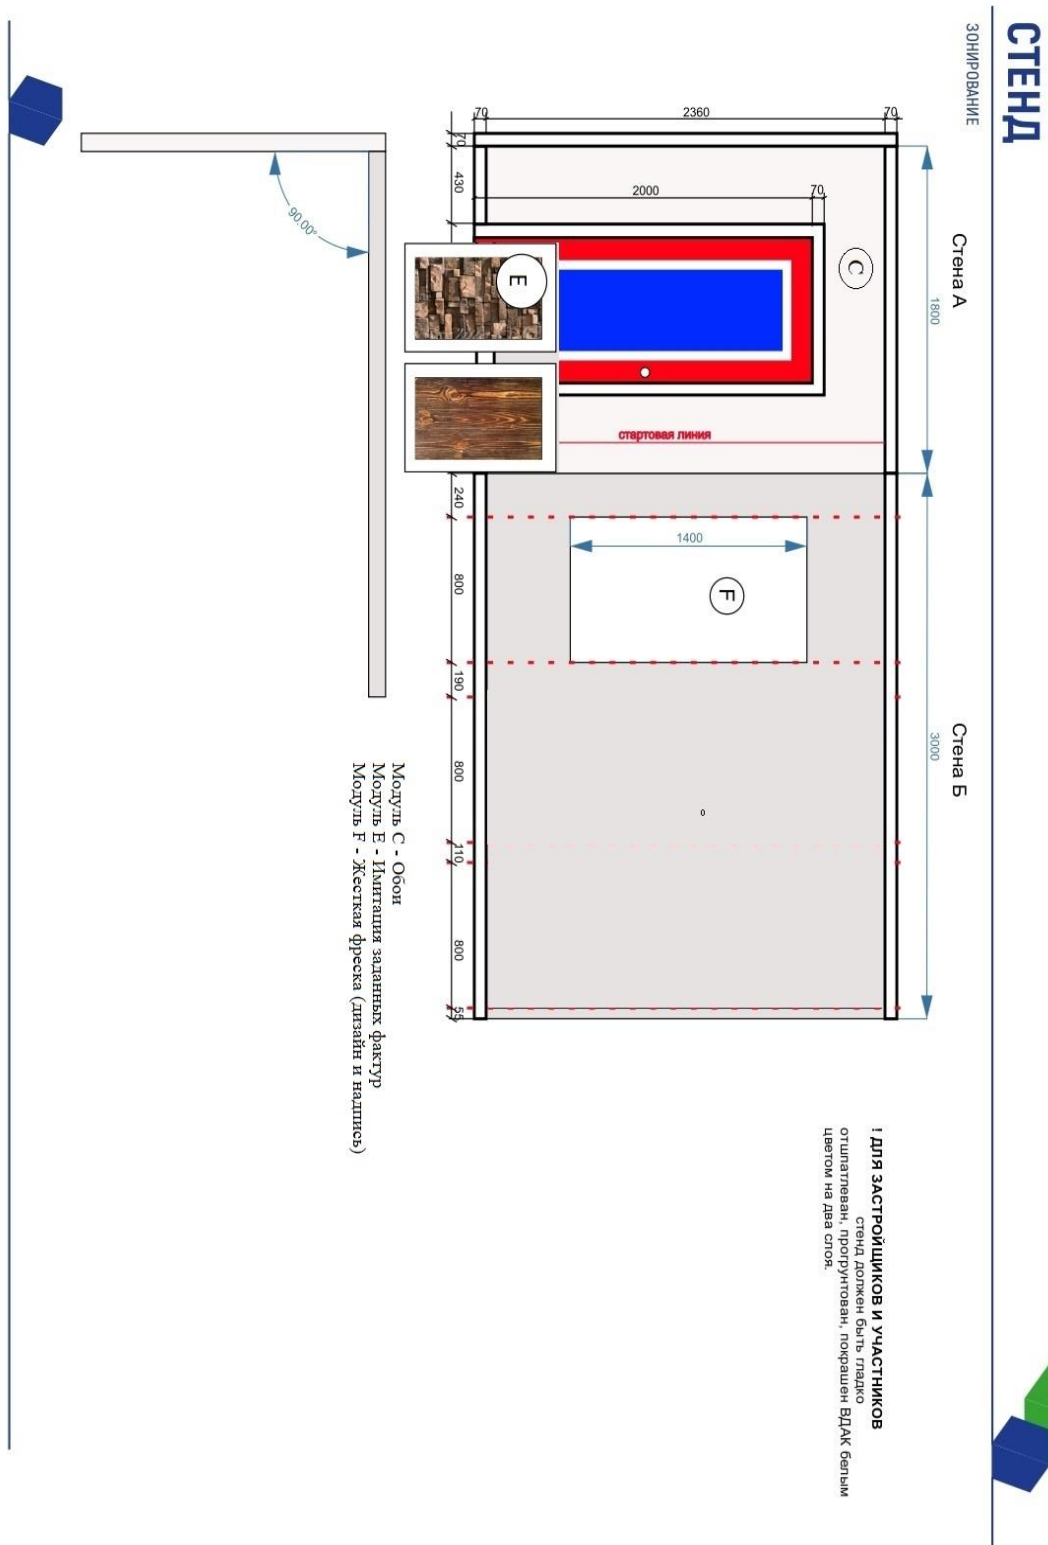 СТЕНД
ЗОНИРОВАНИЕ
Стена А
Стена Б
1800
3000
70
2360
70
70
430
2000
70
C
E
стартовая линия
240
800
190
800
110
800
55
1400
F
0
90.00°
Модуль C - Обои
Модуль E - Имитация заданных фактур
Модуль F - Жесткая фреска (дизайн и надпись)
! ДЛЯ ЗАСТРОЙЩИКОВ И УЧАСТНИКОВ
стенд должен быть гладко
отшпатлеван, прогрунтован, покрашен ВДАК белым
цветом на два слоя.